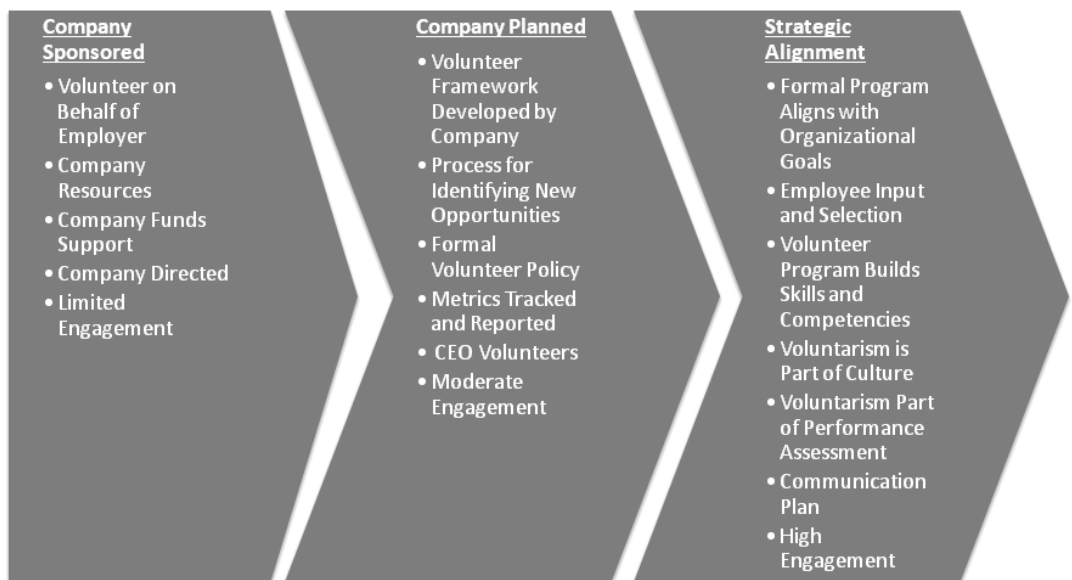 Company
Sponsored
• Volunteer on
Behalf of
Employer
• Company
Resources
• Company Funds
Support
• Company Directed
• Limited
Engagement
Company Planned
• Volunteer
Framework
Developed by
Company
• Process for
Identifying New
Opportunities
• Formal
Volunteer Policy
• Metrics Tracked
and Reported
• CEO Volunteers
• Moderate
Engagement
Strategic
Alignment
• Formal Program
Aligns with
Organizational
Goals
• Employee Input
and Selection
• Volunteer
Program Builds
Skills and
Competencies
• Voluntarism is
Part of Culture
• Voluntarism Part
of Performance
Assessment
• Communication
Plan
• High
Engagement